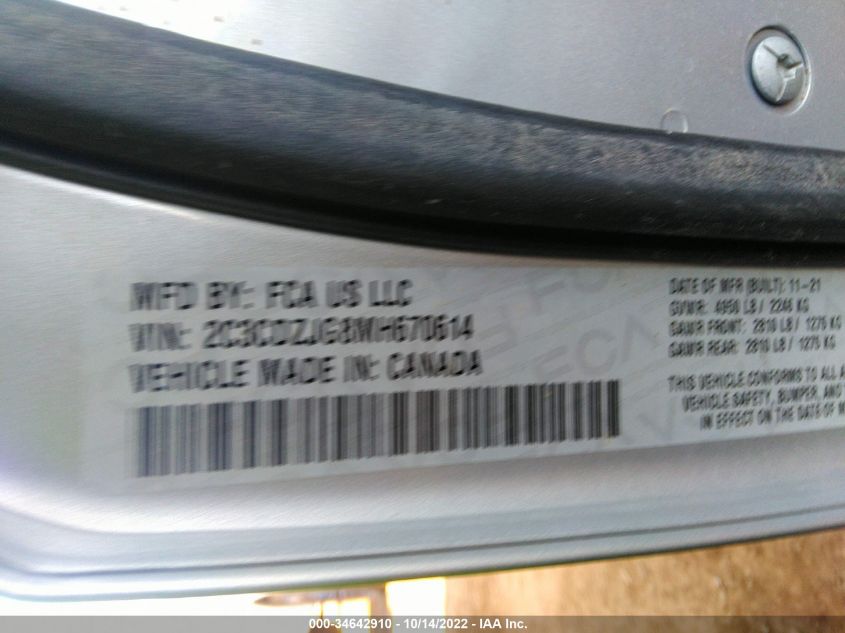 MFD BY: FCA US LLC
VIN: 2C3CDZJG8MH670614
VEHICLE MADE IN: CANADA
DATE OF MFR (BUILT): 11-21
GVWR: 4950 LB / 2246 KG
GAWR FRONT: 2810 LB / 1275 KG
GAWR REAR: 2810 LB / 1275 KG
THIS VEHICLE CONFORMS TO ALL A
VEHICLE SAFETY, BUMPER, AND
IN EFFECT ON THE DATE OF M
FCA
000-34642910 - 10/14/2022 - IAA Inc.